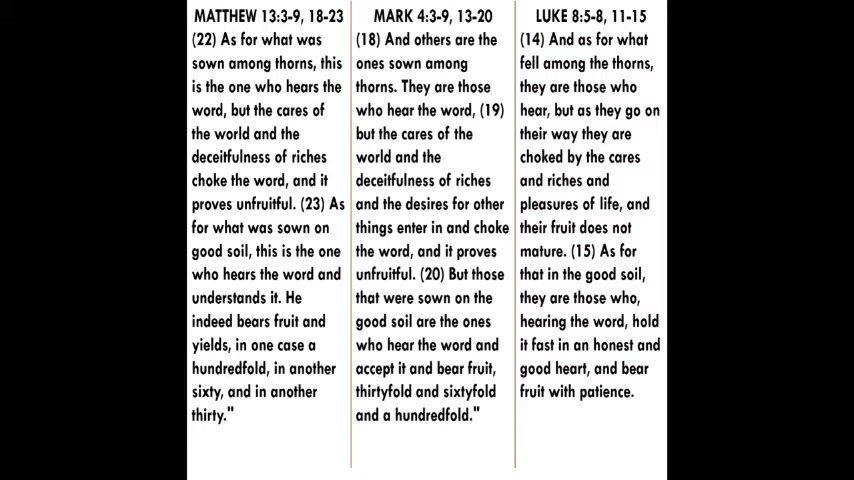 MATTHEW 13:3-9, 18-23
(22) As for what was
sown among thorns, this
is the one who hears the
word, but the cares of
the world and the
deceitfulness of riches
choke the word, and it
proves unfruitful. (23) As
for what was sown on
good soil, this is the one
who hears the word and
understands it. He
indeed bears fruit and
yields, in one case a
hundredfold, in another
sixty, and in another
thirty."
MARK 4:3-9, 13-20
(18) And others are the
ones sown among
thorns. They are those
who hear the word, (19)
but the cares of the
world and the
deceitfulness of riches
and the desires for other
things enter in and choke
the word, and it proves
unfruitful. (20) But those
that were sown on the
good soil are the ones
who hear the word and
accept it and bear fruit,
thirtyfold and sixtyfold
and a hundredfold."
LUKE 8:5-8, 11-15
(14) And as for what
fell among the thorns,
they are those who
hear, but as they go on
their way they are
choked by the cares
and riches and
pleasures of life, and
their fruit does not
mature. (15) As for
that in the good soil,
they are those who,
hearing the word, hold
it fast in an honest and
good heart, and bear
fruit with patience.